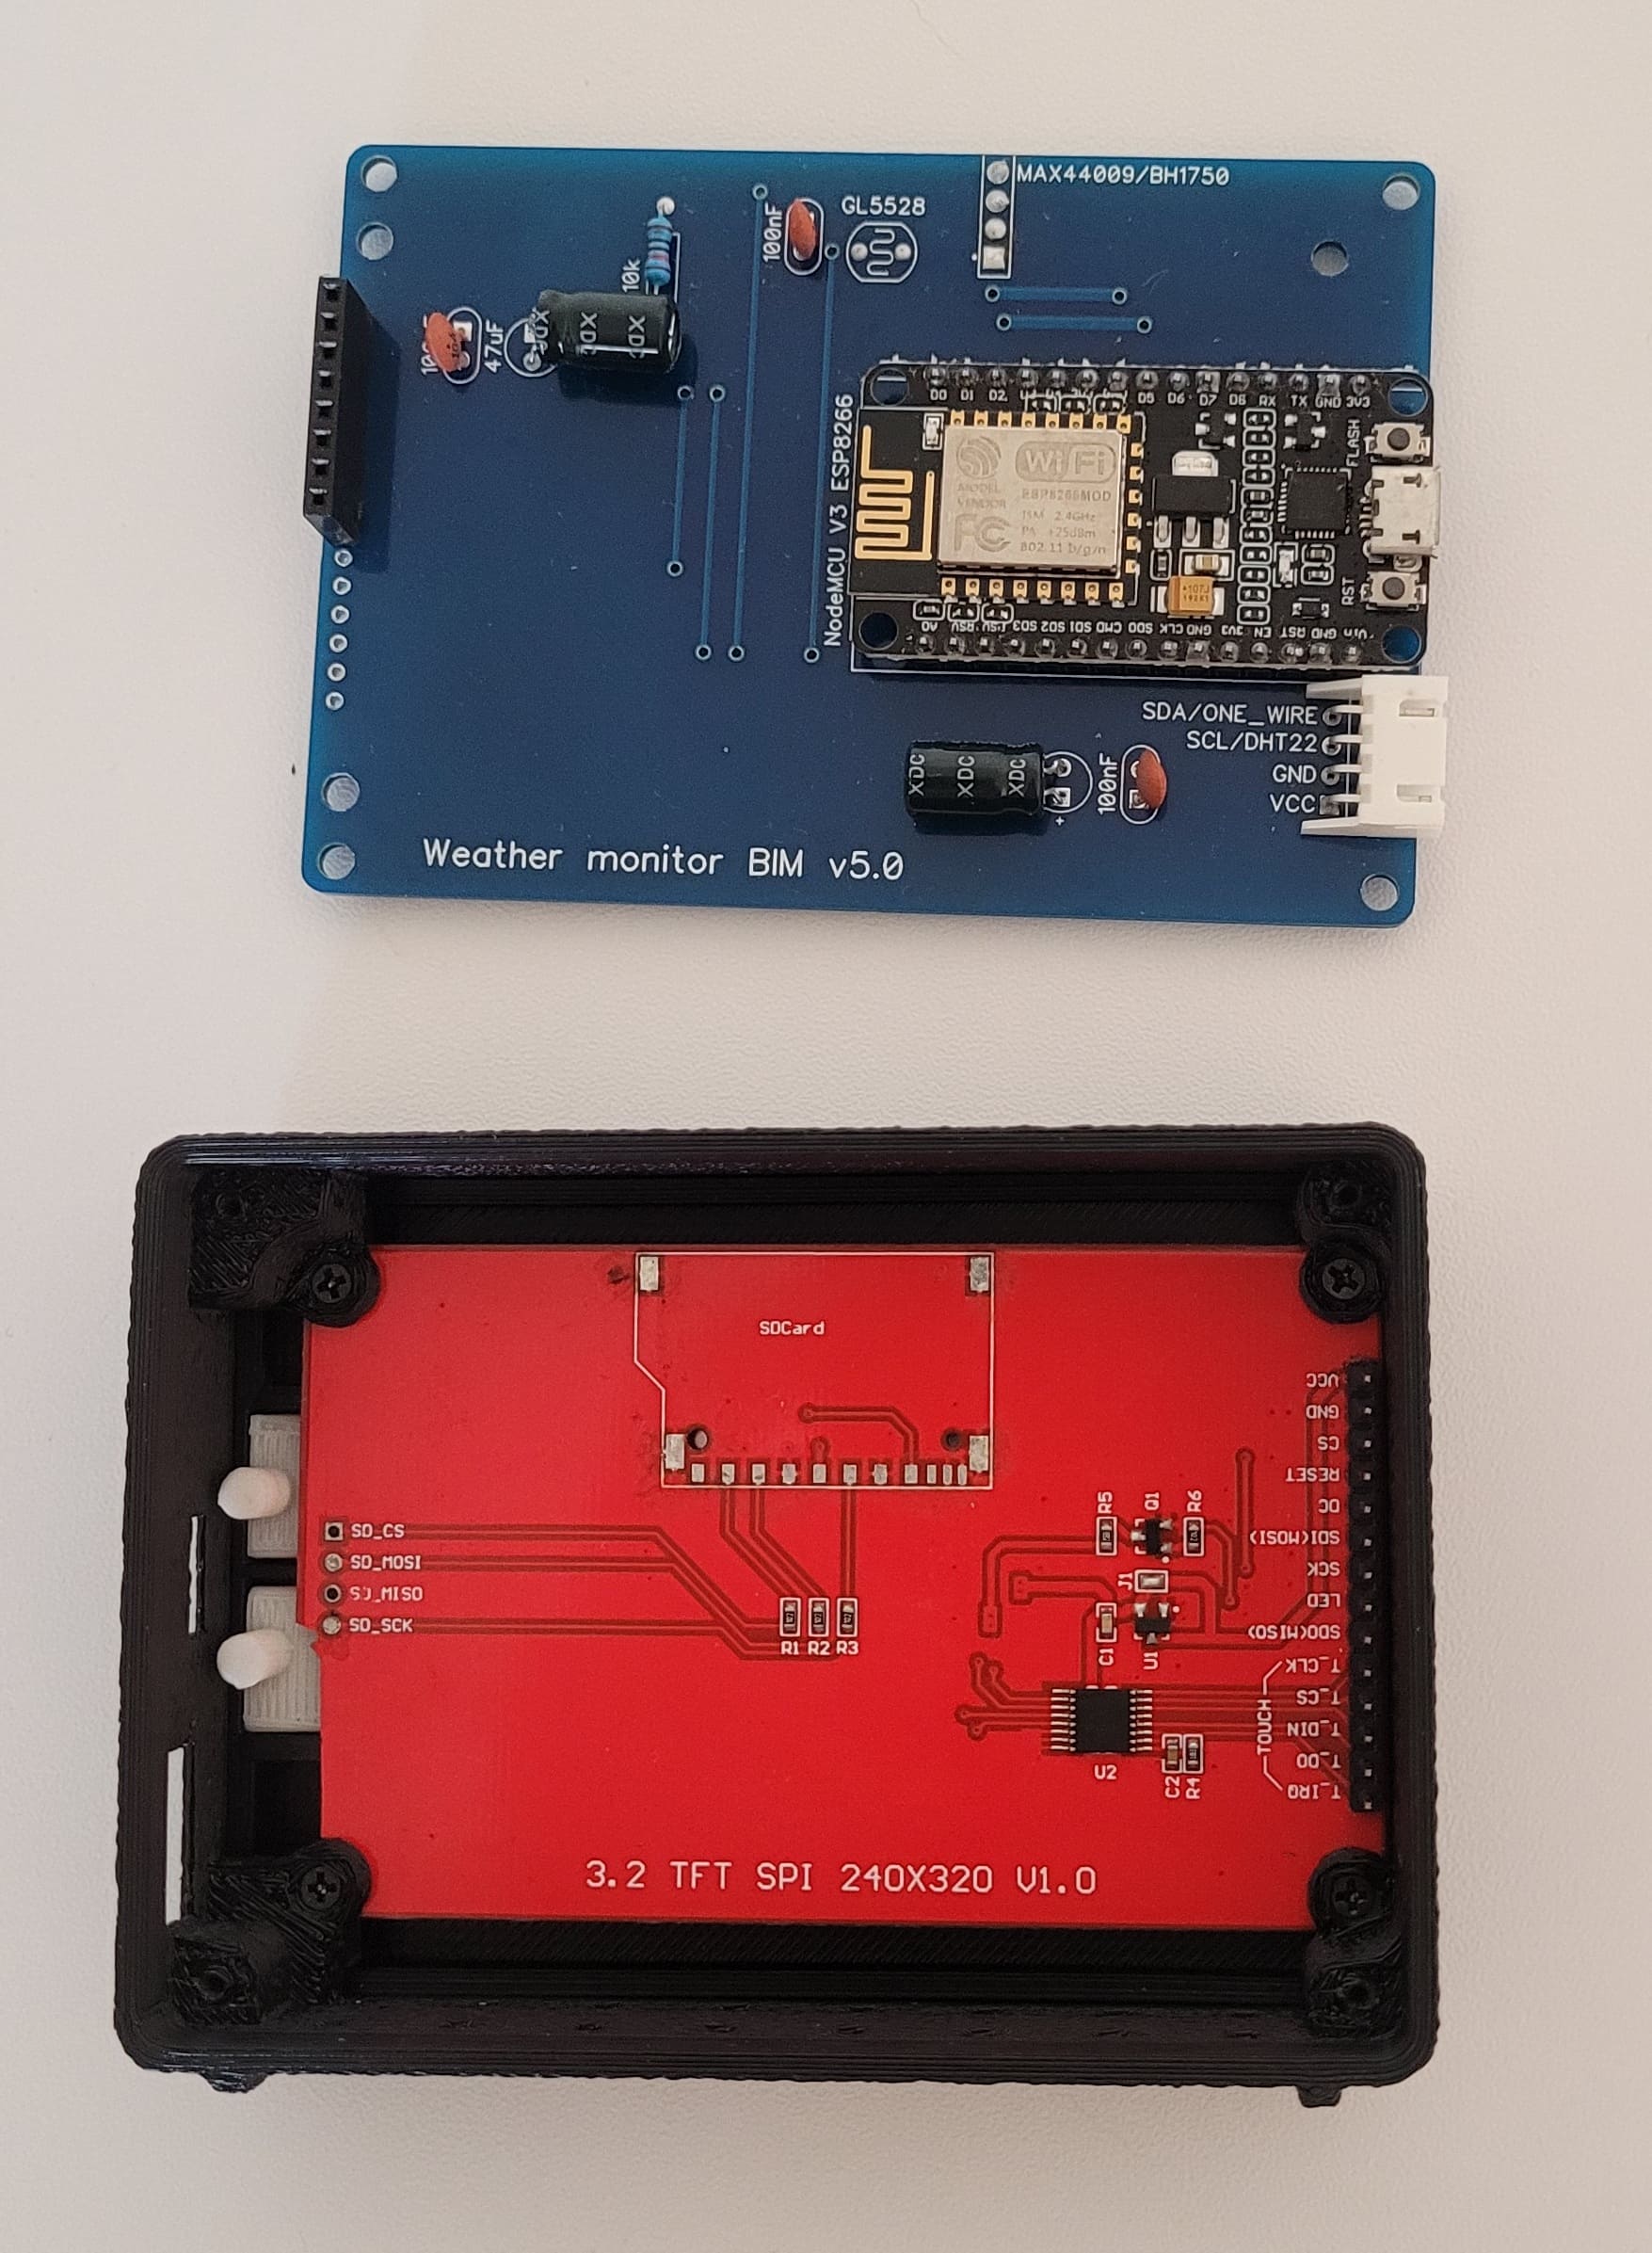 MAX44009/BH1750
GL5528
100nF
10k
47uF
XDC
XDC
XDC
NodeMCU V3 ESP8266
D0 D1 D2 D5 D6 D7 D8 RX TX GND 3V3
FLASH
WiFi
MODEL
VENDOR
ESP8266MOD
ISM 2.4GHz
PA +25dBm
802.11 b/g/n
FC
107J
RST
A0 RSV RSV SD3 SD2 SD1 CMD SD0 CLK GND 3V3 EN RST GND Vin
SDA/ONE_WIRE
SCL/DHT22
GND
VCC
XDC
XDC
XDC
+
100nF
Weather monitor BIM v5.0
SDCard
VCC
GND
CS
RESET
DC
SDI(MOSI)
SCK
LED
SDO(MISO)
T_CLK
T_CS
T_DIN
T_DO
T_IRQ
TOUCH
SD_CS
SD_MOSI
SD_MISO
SD_SCK
R1 R2 R3
R5
Q1
R6
J1
C1
U1
U2
C2
R4
3.2 TFT SPI 240X320 V1.0